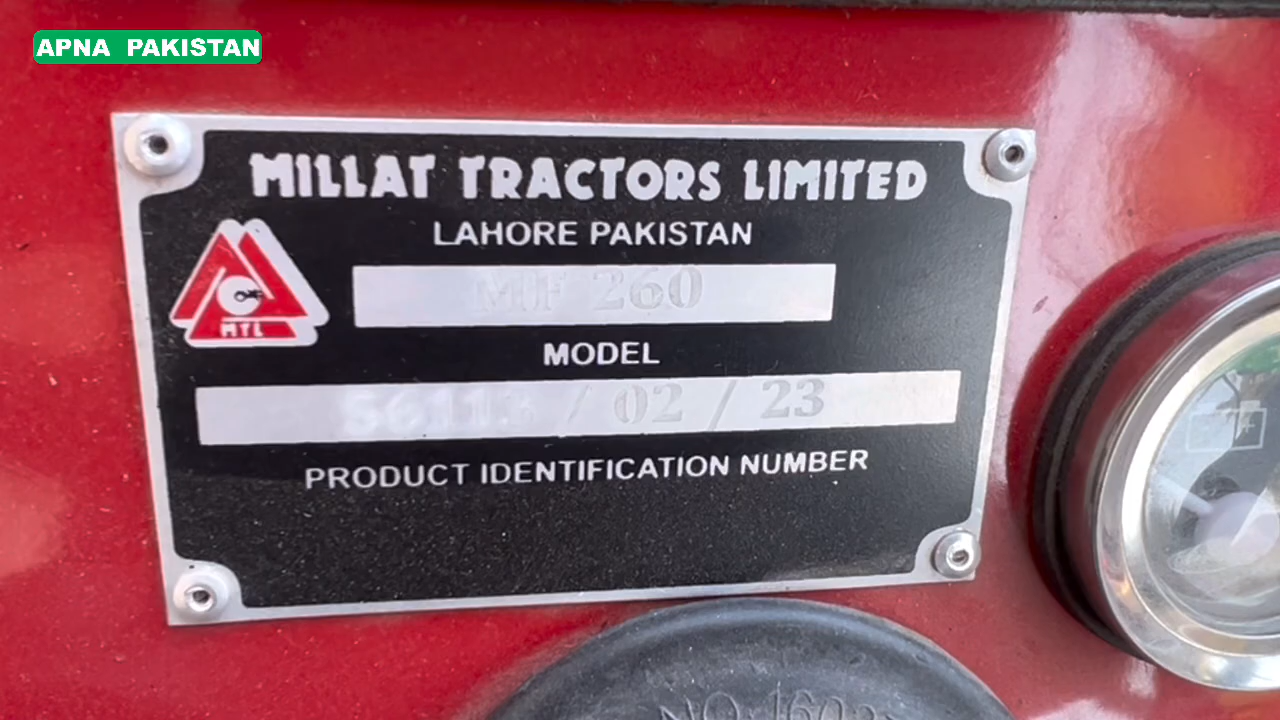 APNA PAKISTAN
MILLAT TRACTORS LIMITED
LAHORE PAKISTAN
MTL
MF 260
MODEL
/ 02 / 23
PRODUCT IDENTIFICATION NUMBER